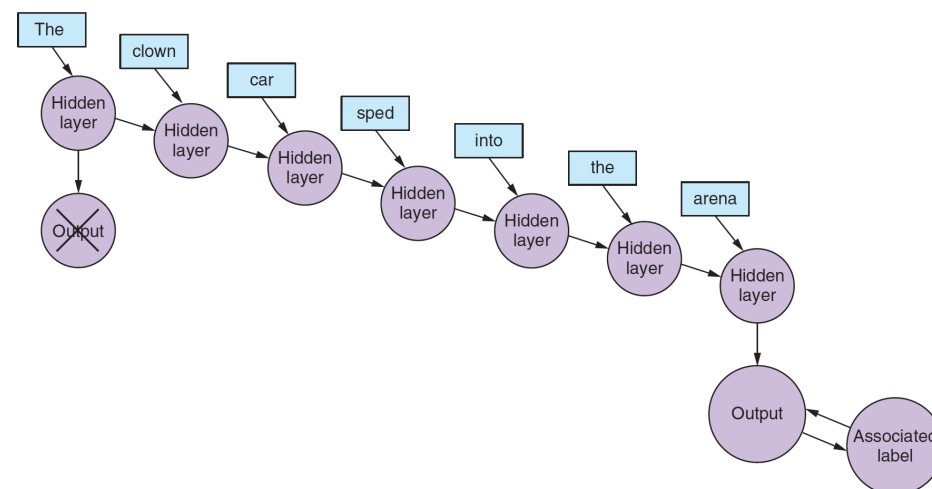 The
clown
car
sped
into
the
arena
Hidden
layer
Hidden
layer
Hidden
layer
Hidden
layer
Hidden
layer
Hidden
layer
Hidden
layer
Output
Output
Associated
label